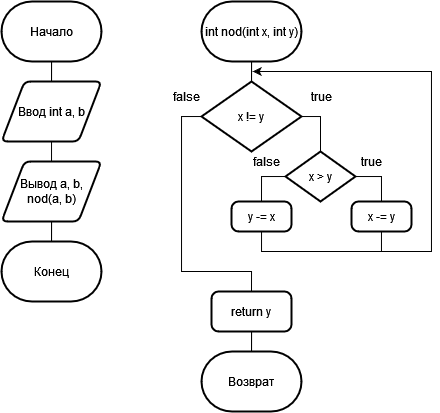 Начало
Ввод int a, b
Вывод a, b,
nod(a, b)
Конец
int nod(int x, int y)
false
true
x != y
false
true
x > y
y -= x
x -= y
return y
Возврат